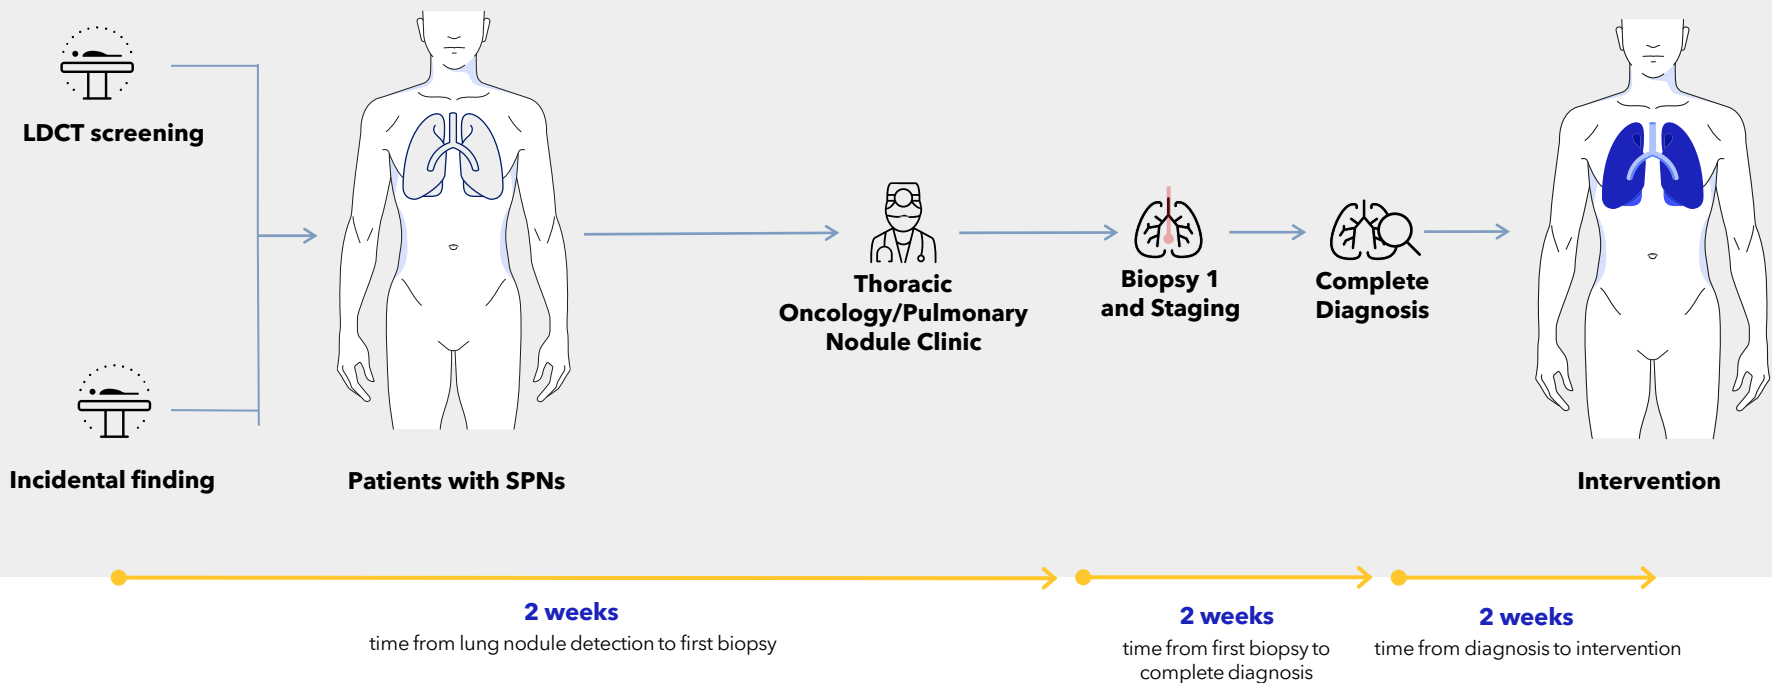 LDCT screening
Incidental finding
Patients with SPNs
Thoracic
Oncology/Pulmonary
Nodule Clinic
Biopsy 1
and Staging
Complete
Diagnosis
Intervention
2 weeks
time from lung nodule detection to first biopsy
2 weeks
time from first biopsy to
complete diagnosis
2 weeks
time from diagnosis to intervention